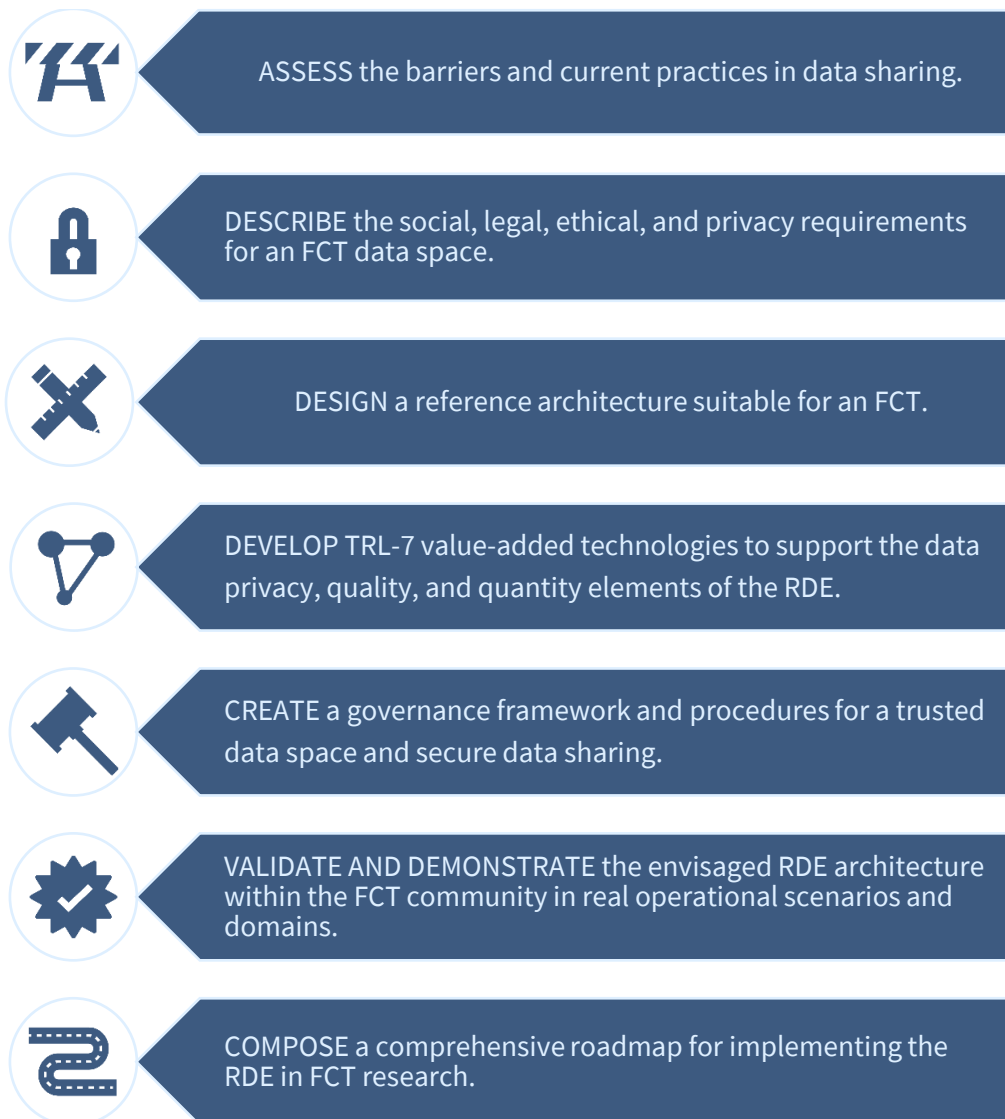 ASSESS the barriers and current practices in data sharing.
DESCRIBE the social, legal, ethical, and privacy requirements
for an FCT data space.
DESIGN a reference architecture suitable for an FCT.
DEVELOP TRL-7 value-added technologies to support the data
privacy, quality, and quantity elements of the RDE.
CREATE a governance framework and procedures for a trusted
data space and secure data sharing.
VALIDATE AND DEMONSTRATE the envisaged RDE architecture
within the FCT community in real operational scenarios and
domains.
COMPOSE a comprehensive roadmap for implementing the
RDE in FCT research.